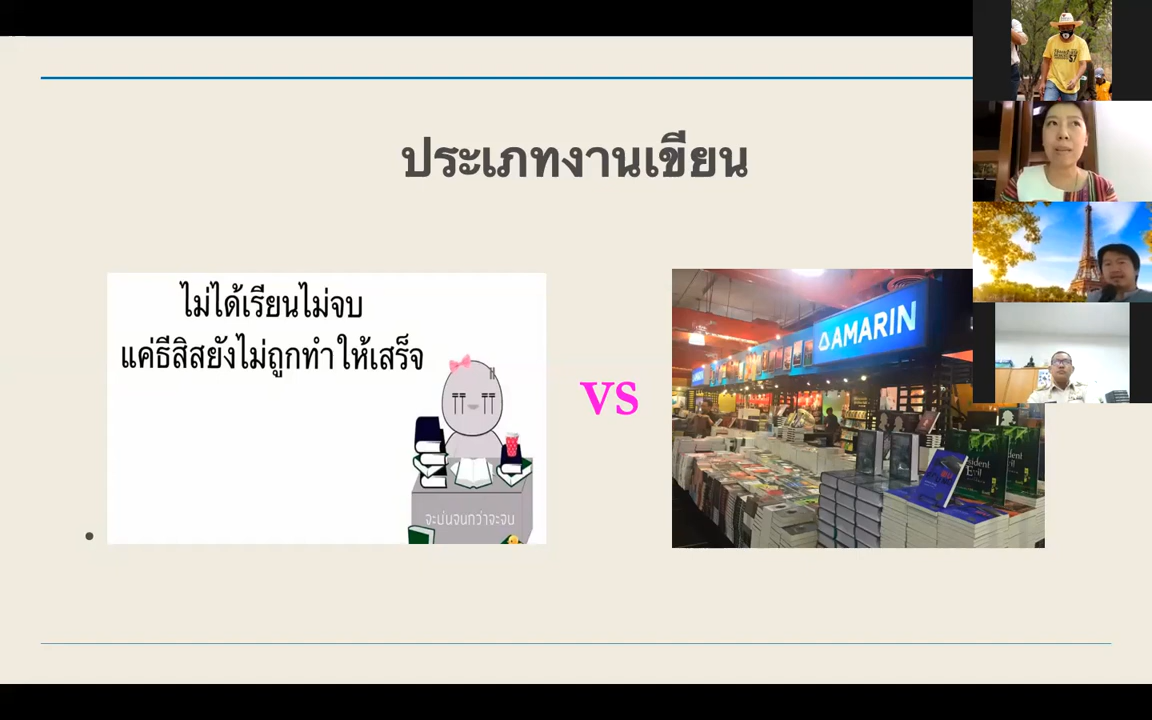 ประเภทงานเขียน
ไม่ได้เรียนไม่จบ
แค่ธีสิสยังไม่ถูกทำให้เสร็จ
จะบ่นจนกว่าจะจบ
VS
AMARIN